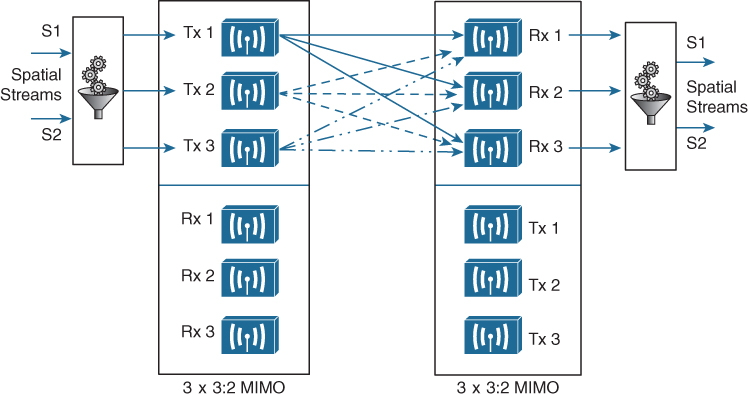 S1
Spatial
Streams
S2
Tx 1
Tx 2
Tx 3
Rx 1
Rx 2
Rx 3
3 x 3:2 MIMO
Rx 1
Rx 2
Rx 3
Tx 1
Tx 2
Tx 3
3 x 3:2 MIMO
S1
Spatial
Streams
S2